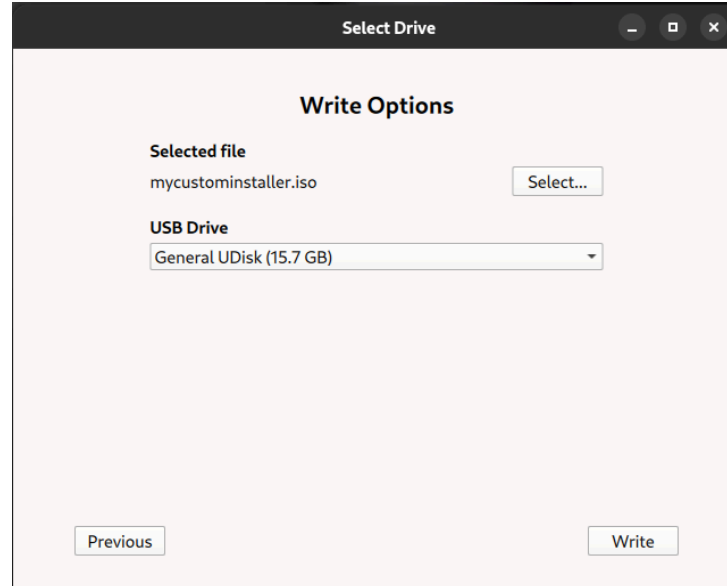 Select Drive
Write Options
Selected file
mycustominstaller.iso
Select...
USB Drive
General UDisk (15.7 GB)
Previous
Write